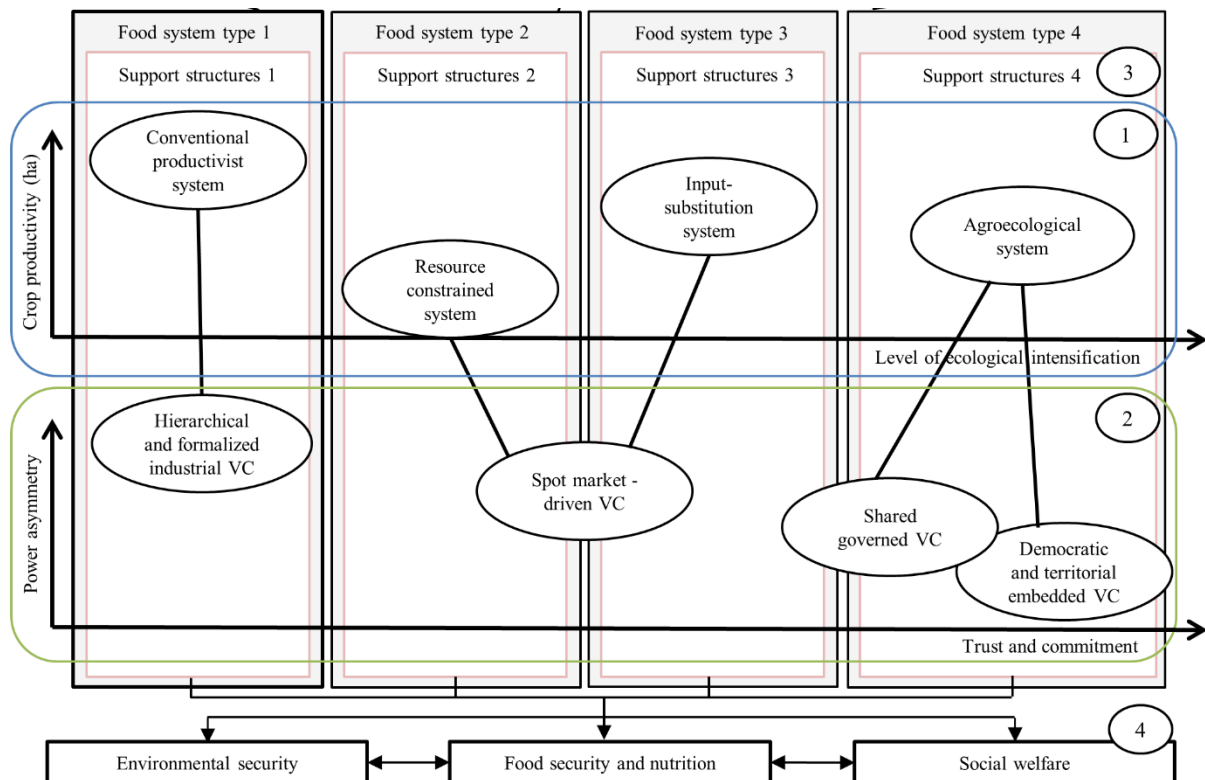 Food system type 1
Food system type 2
Food system type 3
Food system type 4
Support structures 1
Support structures 2
Support structures 3
Support structures 4
3
1
Crop productivity (ha)
Conventional
productivist
system
Resource
constrained
system
Input-
substitution
system
Agroecological
system
Level of ecological intensification
2
Power asymmetry
Hierarchical
and formalized
industrial VC
Spot market -
driven VC
Shared
governed VC
Democratic
and territorial
embedded VC
Trust and commitment
4
Environmental security
Food security and nutrition
Social welfare